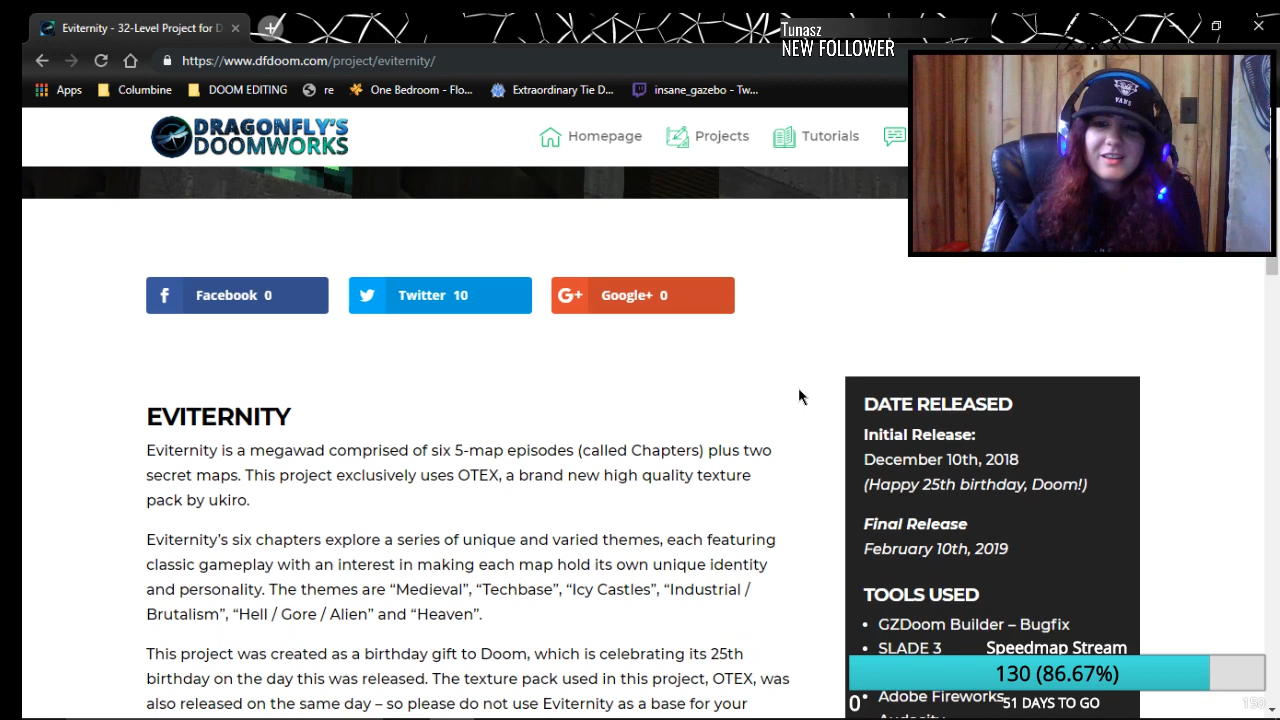 Eviternity - 32-Level Project for D
Tunasz
NEW FOLLOWER
https://www.dfdoom.com/project/eviternity/
Apps Columbine DOOM EDITING re One Bedroom - Flo... Extraordinary Tie D... insane_gazebo - Tw...
DRAGONFLY'S
DOOMWORKS
Homepage Projects Tutorials
VANS
Facebook 0 Twitter 10 Google+ 0
EVITERNITY
Eviternity is a megawad comprised of six 5-map episodes (called Chapters) plus two
secret maps. This project exclusively uses OTEX, a brand new high quality texture
pack by ukiro.
Eviternity's six chapters explore a series of unique and varied themes, each featuring
classic gameplay with an interest in making each map hold its own unique identity
and personality. The themes are “Medieval”, “Techbase”, “Icy Castles”, “Industrial /
Brutalism”, “Hell / Gore / Alien” and “Heaven”.
This project was created as a birthday gift to Doom, which is celebrating its 25th
birthday on the day this was released. The texture pack used in this project, OTEX, was
also released on the same day – so please do not use Eviternity as a base for your
DATE RELEASED
Initial Release:
December 10th, 2018
(Happy 25th birthday, Doom!)
Final Release
February 10th, 2019
TOOLS USED
• GZDoom Builder – Bugfix
• SLADE 3
Speedmap Stream
130 (86.67%)
• Adobe Fireworks
0 51 DAYS TO GO 150
Audacity